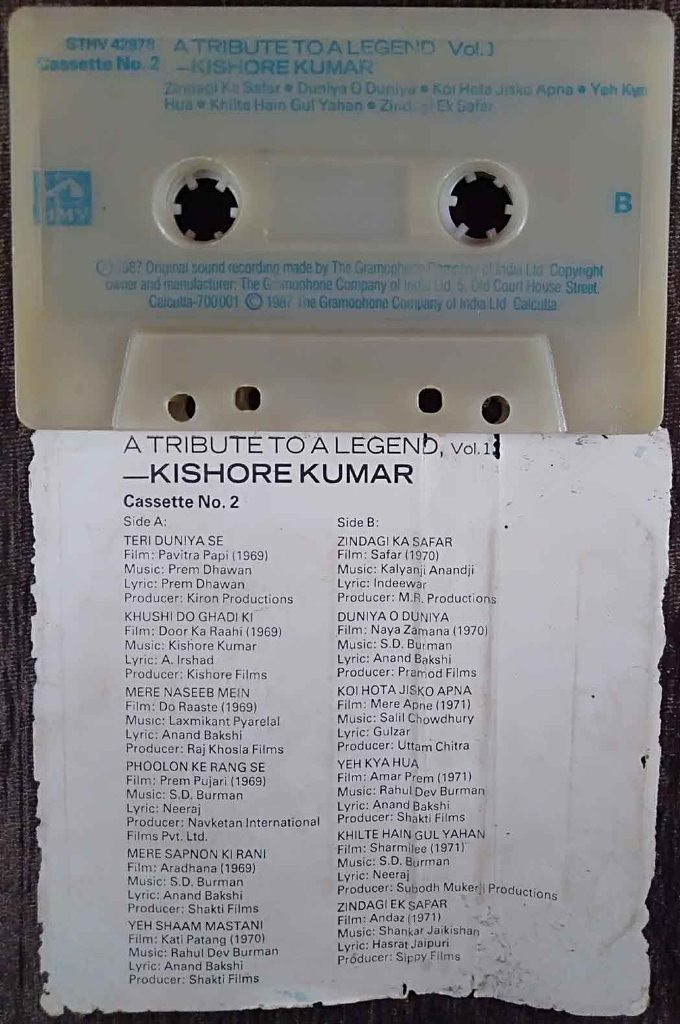 STHV 42878 A TRIBUTE TO A LEGEND Vol.1
Cassette No. 2 —KISHORE KUMAR
Zindagi Ka Safar • Duniya O Duniya • Koi Hota Jisko Apna • Yeh Kya
Hua • Khilte Hain Gul Yahan • Zindagi Ek Safar
HMV
B
Ⓟ 1987 Original sound recording made by The Gramophone Company of India Ltd. Copyright
owner and manufacturer: The Gramophone Company of India Ltd. 5, Old Court House Street,
Calcutta-700001 © 1987 The Gramophone Company of India Ltd. Calcutta
A TRIBUTE TO A LEGEND, Vol.1
—KISHORE KUMAR
Cassette No. 2
Side A:
TERI DUNIYA SE
Film: Pavitra Papi (1969)
Music: Prem Dhawan
Lyric: Prem Dhawan
Producer: Kiron Productions
KHUSHI DO GHADI KI
Film: Door Ka Raahi (1969)
Music: Kishore Kumar
Lyric: A. Irshad
Producer: Kishore Films
MERE NASEEB MEIN
Film: Do Raaste (1969)
Music: Laxmikant Pyarelal
Lyric: Anand Bakshi
Producer: Raj Khosla Films
PHOOLON KE RANG SE
Film: Prem Pujari (1969)
Music: S.D. Burman
Lyric: Neeraj
Producer: Navketan International
Films Pvt. Ltd.
MERE SAPNON KI RANI
Film: Aradhana (1969)
Music: S.D. Burman
Lyric: Anand Bakshi
Producer: Shakti Films
YEH SHAAM MASTANI
Film: Kati Patang (1970)
Music: Rahul Dev Burman
Lyric: Anand Bakshi
Producer: Shakti Films
Side B:
ZINDAGI KA SAFAR
Film: Safar (1970)
Music: Kalyanji Anandji
Lyric: Indeewar
Producer: M.R. Productions
DUNIYA O DUNIYA
Film: Naya Zamana (1970)
Music: S.D. Burman
Lyric: Anand Bakshi
Producer: Pramod Films
KOI HOTA JISKO APNA
Film: Mere Apne (1971)
Music: Salil Chowdhury
Lyric: Gulzar
Producer: Uttam Chitra
YEH KYA HUA
Film: Amar Prem (1971)
Music: Rahul Dev Burman
Lyric: Anand Bakshi
Producer: Shakti Films
KHILTE HAIN GUL YAHAN
Film: Sharmilee (1971)
Music: S.D. Burman
Lyric: Neeraj
Producer: Subodh Mukerji Productions
ZINDAGI EK SAFAR
Film: Andaz (1971)
Music: Shankar Jaikishan
Lyric: Hasrat Jaipuri
Producer: Sippy Films